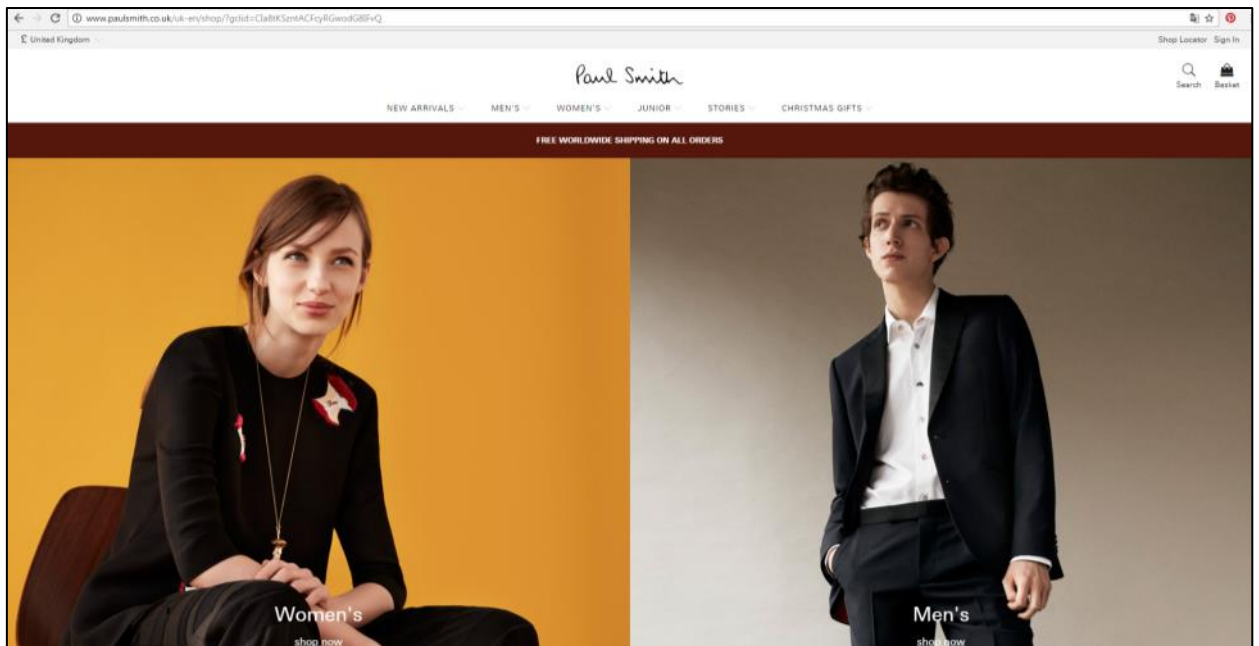 www.paulsmith.co.uk/uk-en/shop/?gclid=
£ United Kingdom
Shop Locator Sign In
Paul Smith
Search Basket
NEW ARRIVALS MEN'S WOMEN'S JUNIOR STORIES CHRISTMAS GIFTS
FREE WORLDWIDE SHIPPING ON ALL ORDERS
Women's
shop now
Men's
shop now